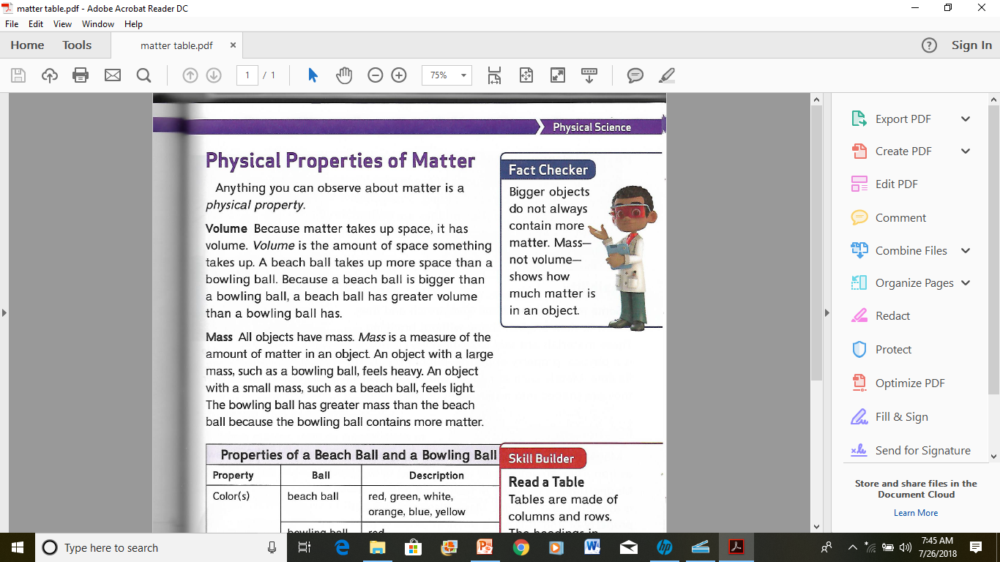 matter table.pdf - Adobe Acrobat Reader DC
File Edit View Window Help
Home Tools matter table.pdf × ? Sign In
1 / 1 75%
Physical Science
Physical Properties of Matter
Anything you can observe about matter is a
physical property.
Volume Because matter takes up space, it has
volume. Volume is the amount of space something
takes up. A beach ball takes up more space than a
bowling ball. Because a beach ball is bigger than
a bowling ball, a beach ball has greater volume
than a bowling ball has.
Mass All objects have mass. Mass is a measure of the
amount of matter in an object. An object with a large
mass, such as a bowling ball, feels heavy. An object
with a small mass, such as a beach ball, feels light.
The bowling ball has greater mass than the beach
ball because the bowling ball contains more matter.
Fact Checker
Bigger objects
do not always
contain more
matter. Mass—
not volume—
shows how
much matter is
in an object.
Properties of a Beach Ball and a Bowling Ball
Property Ball Description
Color(s) beach ball red, green, white,
orange, blue, yellow
bowling ball red
Skill Builder
Read a Table
Tables are made of
columns and rows.
The headings in
Export PDF
Create PDF
Edit PDF
Comment
Combine Files
Organize Pages
Redact
Protect
Optimize PDF
Fill & Sign
Send for Signature
Store and share files in the
Document Cloud
Learn More
Type here to search
7:45 AM
7/26/2018